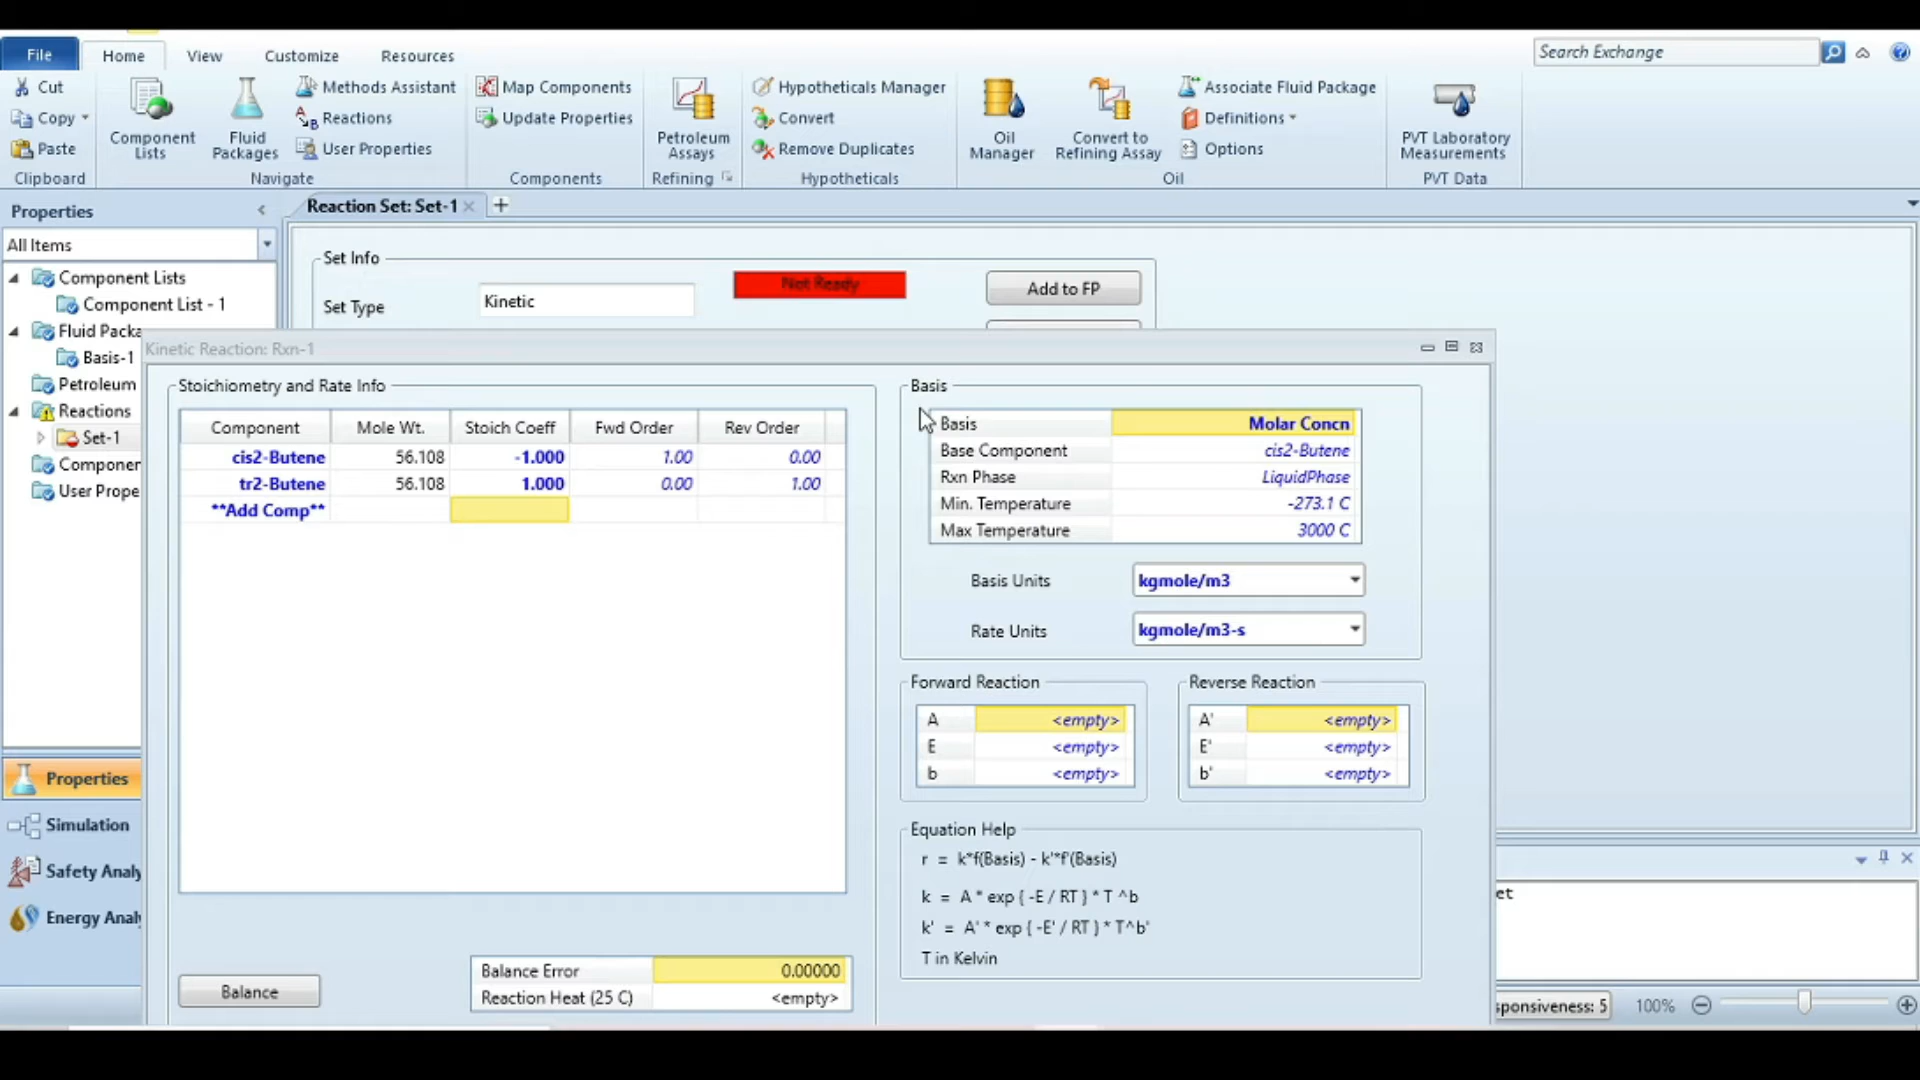 File Home View Customize Resources Search Exchange
Cut Methods Assistant Map Components Hypotheticals Manager Associate Fluid Package
Copy Reactions Update Properties Convert Definitions
Paste User Properties Remove Duplicates Options
Component Lists Fluid Packages Petroleum Assays Oil Manager Convert to Refining Assay PVT Laboratory Measurements
Clipboard Navigate Components Refining Hypotheticals Oil PVT Data
Properties
All Items
Component Lists
Component List - 1
Fluid Packa
Basis-1
Petroleum
Reactions
Set-1
Componer
User Prope
Properties
Simulation
Safety Analy
Energy Analy
Reaction Set: Set-1
Set Info
Set Type Kinetic Not Ready Add to FP
Kinetic Reaction: Rxn-1
Stoichiometry and Rate Info
Component Mole Wt. Stoich Coeff Fwd Order Rev Order
cis2-Butene 56.108 -1.000 1.00 0.00
tr2-Butene 56.108 1.000 0.00 1.00
**Add Comp**
Balance
Balance Error 0.00000
Reaction Heat (25 C) <empty>
Basis
Basis Molar Concn
Base Component cis2-Butene
Rxn Phase LiquidPhase
Min. Temperature -273.1 C
Max Temperature 3000 C
Basis Units kgmole/m3
Rate Units kgmole/m3-s
Forward Reaction
A <empty>
E <empty>
b <empty>
Reverse Reaction
A' <empty>
E' <empty>
b' <empty>
Equation Help
r = k*f(Basis) - k'*f'(Basis)
k = A * exp { -E / RT } * T ^b
k' = A' * exp { -E' / RT } * T^b'
T in Kelvin
et
sponsiveness: 5 100%